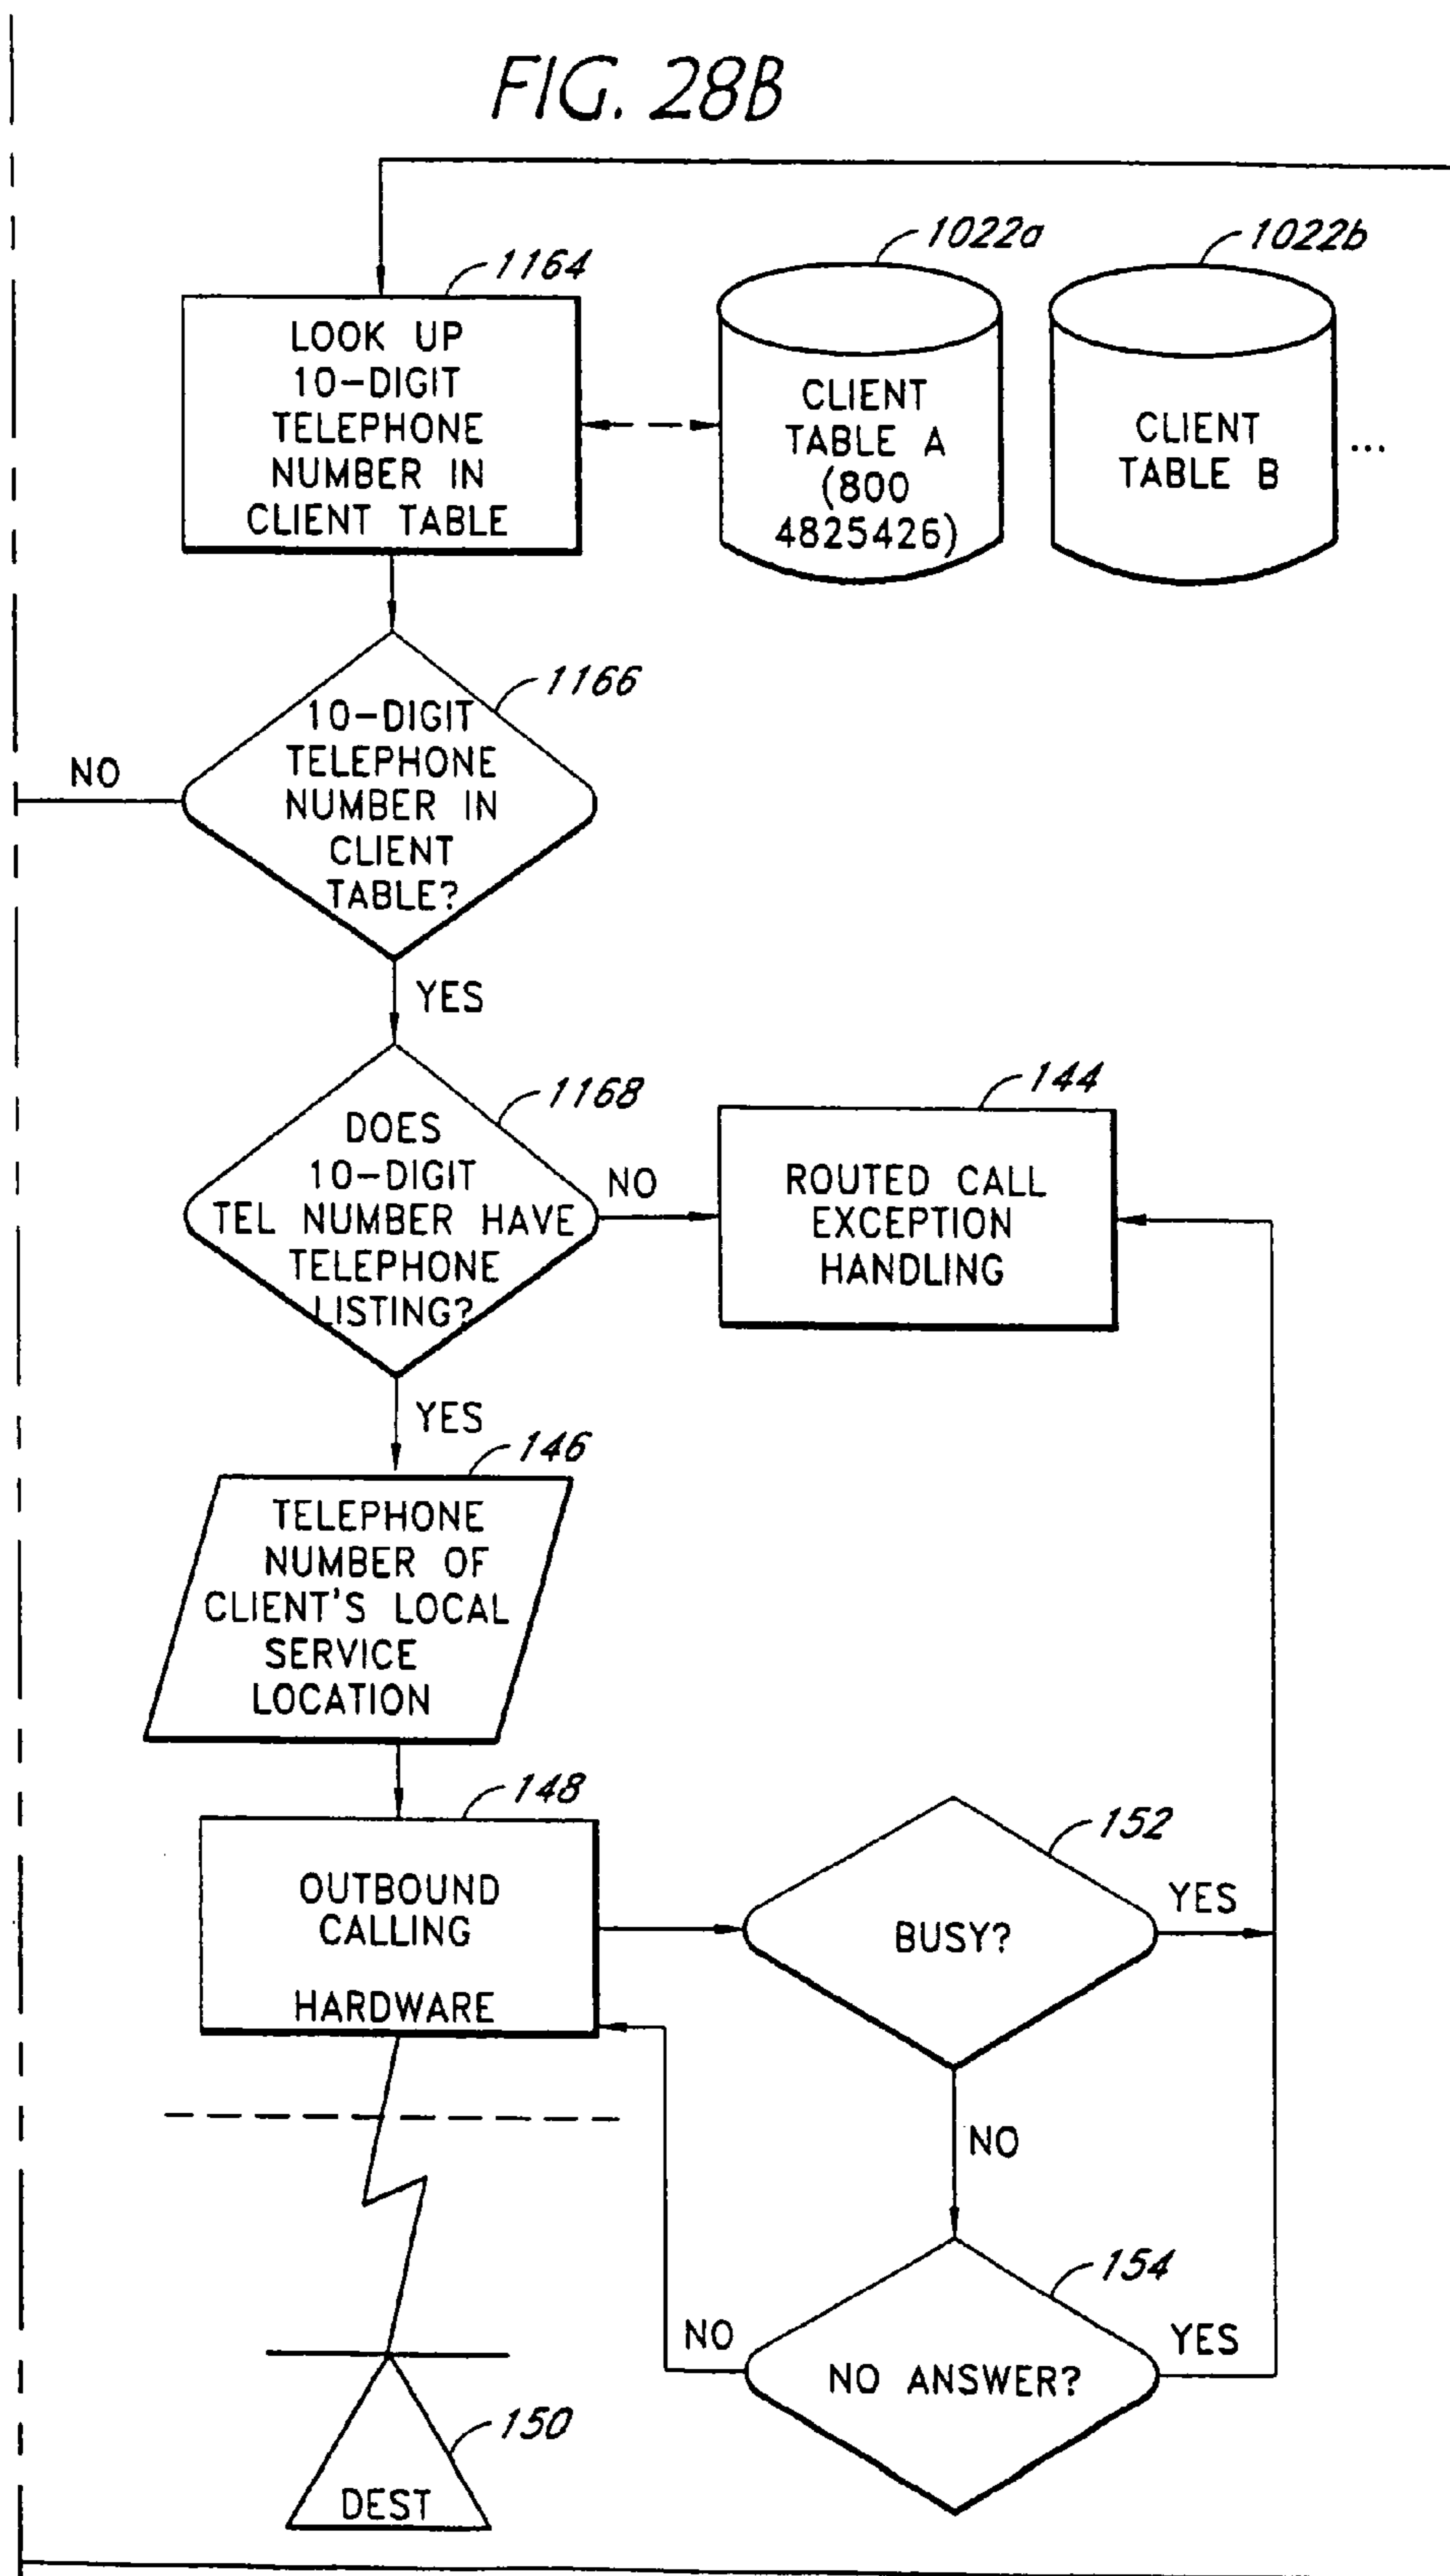 FIG. 28B
1022a
1022b
1164
LOOK UP
10-DIGIT
TELEPHONE
NUMBER IN
CLIENT TABLE
CLIENT
TABLE A
(800
4825426)
CLIENT
TABLE B
...
1166
10-DIGIT
TELEPHONE
NUMBER IN
CLIENT
TABLE?
NO
YES
1168
DOES
10-DIGIT
TEL NUMBER HAVE
TELEPHONE
LISTING?
NO
144
ROUTED CALL
EXCEPTION
HANDLING
YES
146
TELEPHONE
NUMBER OF
CLIENT'S LOCAL
SERVICE
LOCATION
148
OUTBOUND
CALLING
HARDWARE
152
BUSY?
YES
NO
154
NO ANSWER?
NO
YES
150
DEST